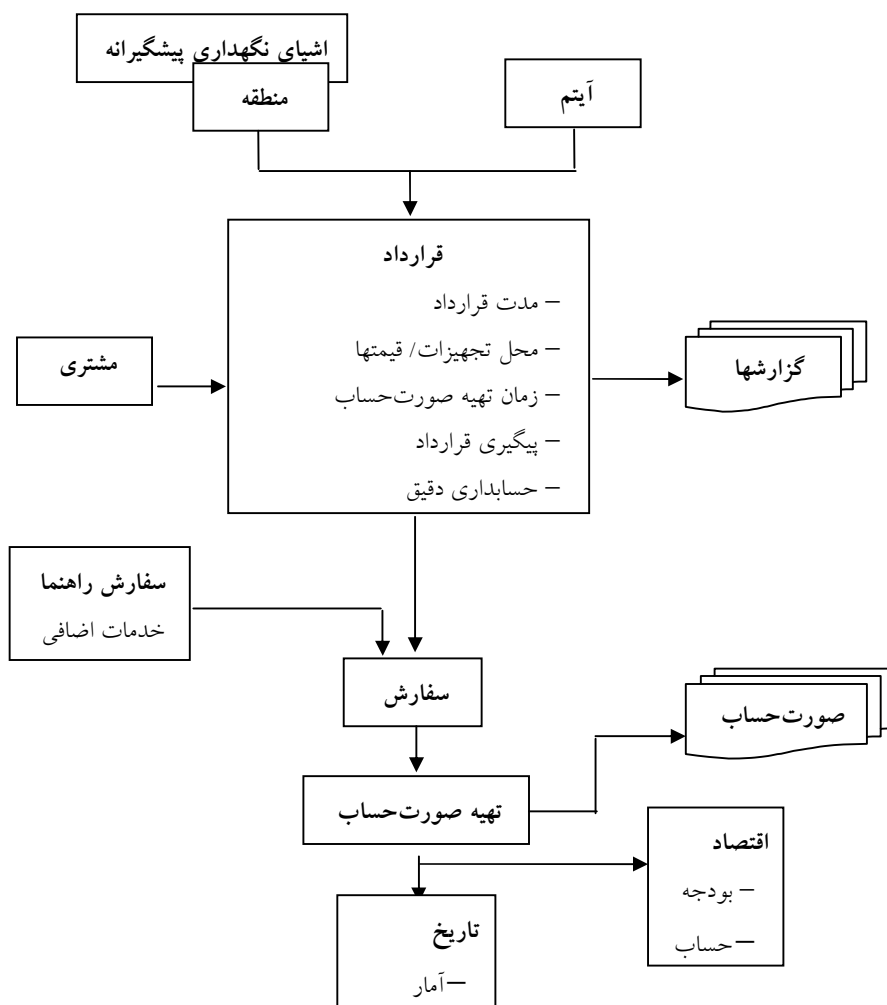 اشیای نگهداری پیشگیرانه
منطقه
آیتم
قرارداد
– مدت قرارداد
– محل تجهیزات/ قیمتها
– زمان تهیه صورت‌حساب
– پیگیری قرارداد
– حسابداری دقیق
مشتری
گزارشها
سفارش راهنما
خدمات اضافی
سفارش
صورت‌حساب
تهیه صورت‌حساب
اقتصاد
– بودجه
–حساب
تاریخ
–آمار